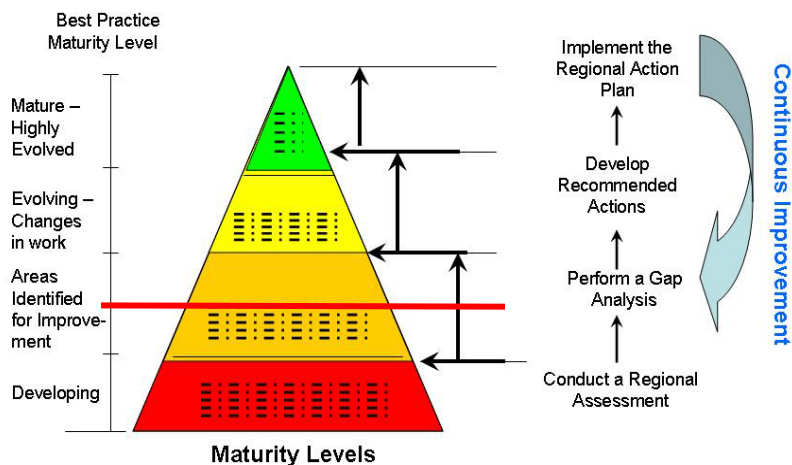 Best Practice
Maturity Level
Mature –
Highly
Evolved
Evolving –
Changes
in work
Areas
Identified
for Improve-
ment
Developing
Maturity Levels
Implement the
Regional Action
Plan
Develop
Recommended
Actions
Perform a Gap
Analysis
Conduct a Regional
Assessment
Continuous Improvement